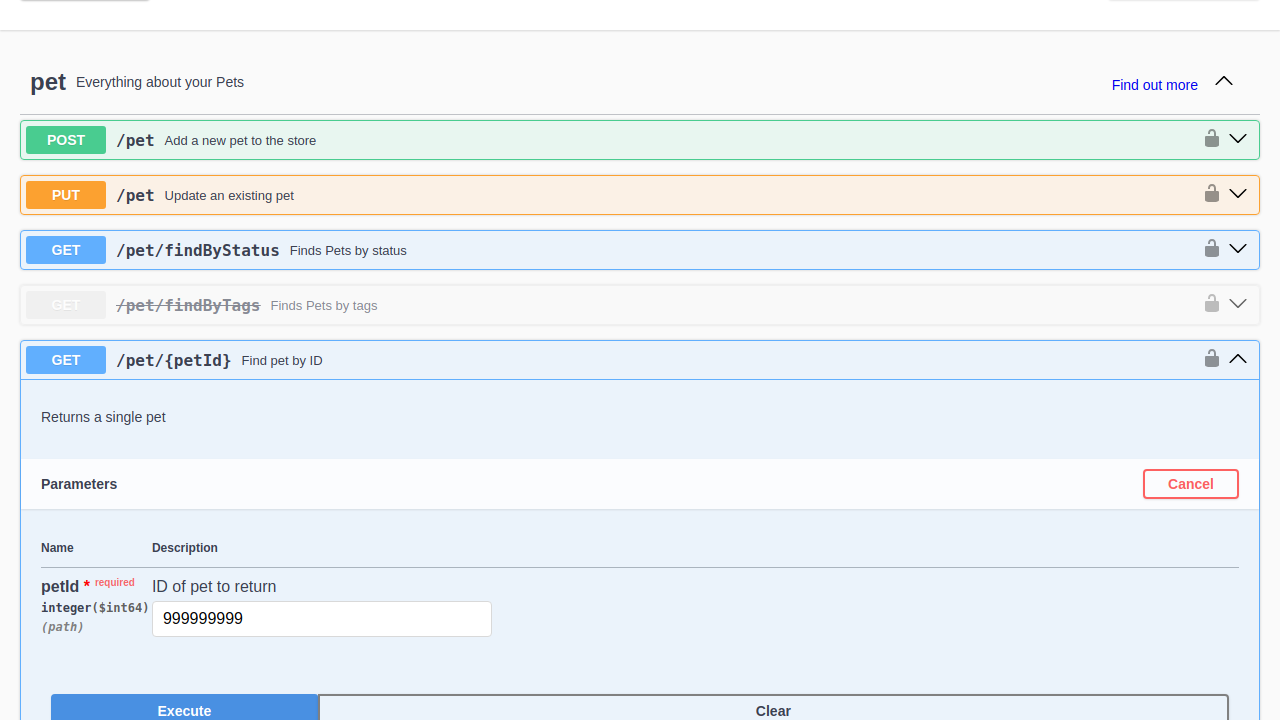 pet Everything about your Pets Find out more
POST /pet Add a new pet to the store
PUT /pet Update an existing pet
GET /pet/findByStatus Finds Pets by status
GET /pet/findByTags Finds Pets by tags
GET /pet/{petId} Find pet by ID
Returns a single pet
Parameters Cancel
Name Description
petId * required ID of pet to return
integer($int64) 999999999
(path)
Execute Clear